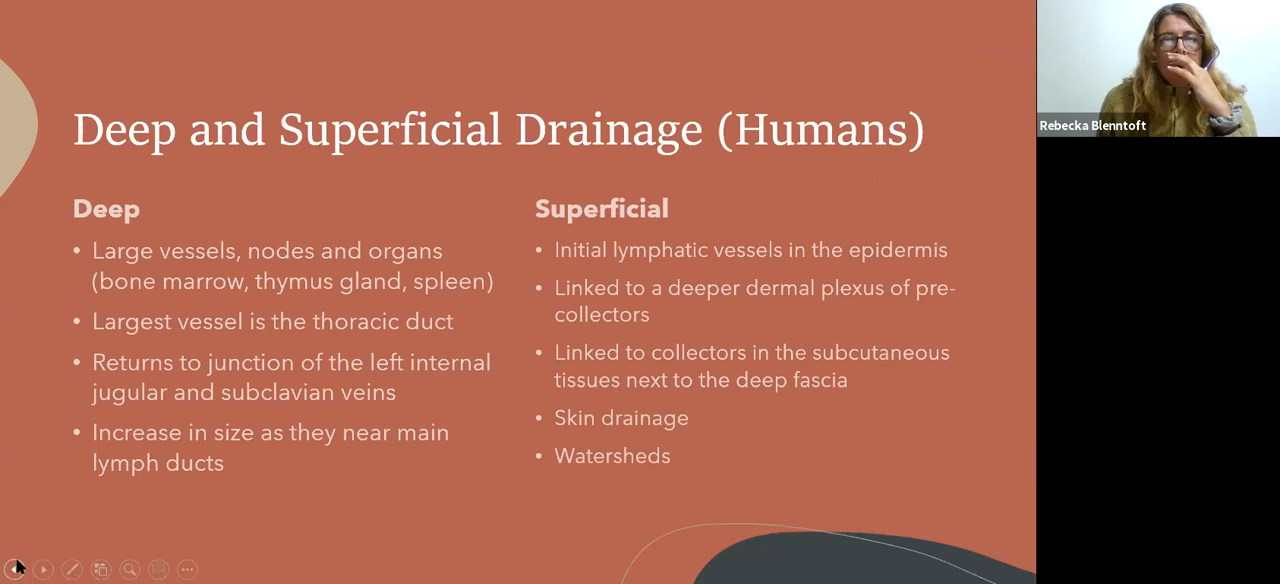 Deep and Superficial Drainage (Humans)
Deep
• Large vessels, nodes and organs
(bone marrow, thymus gland, spleen)
• Largest vessel is the thoracic duct
• Returns to junction of the left internal
jugular and subclavian veins
• Increase in size as they near main
lymph ducts
Superficial
• Initial lymphatic vessels in the epidermis
• Linked to a deeper dermal plexus of pre-
collectors
• Linked to collectors in the subcutaneous
tissues next to the deep fascia
• Skin drainage
• Watersheds
Rebecka Blenntoft